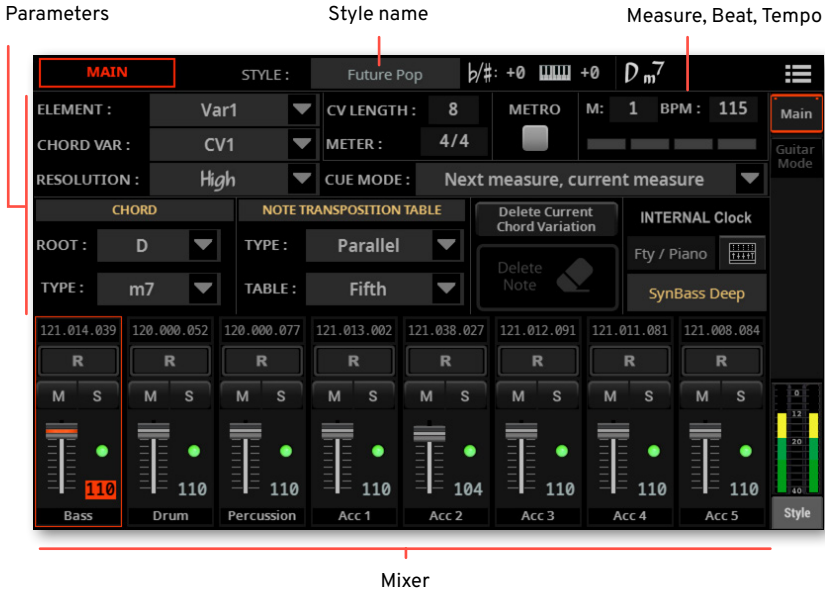 Parameters Style name Measure, Beat, Tempo
MAIN STYLE : Future Pop ♭/#: +0 +0 D m7
ELEMENT : Var1 CV LENGTH : 8 METRO M: 1 BPM : 115 Main
CHORD VAR : CV1 METER : 4/4 Guitar Mode
RESOLUTION : High CUE MODE : Next measure, current measure
CHORD NOTE TRANSPOSITION TABLE Delete Current Chord Variation INTERNAL Clock
ROOT : D TYPE : Parallel Delete Note Fty / Piano
TYPE : m7 TABLE : Fifth SynBass Deep
121.014.039 120.000.052 120.000.077 121.013.002 121.038.027 121.012.091 121.011.081 121.008.084
R R R R R R R R
M S M S M S M S M S M S M S M S 0
12
20
110 110 110 110 104 110 110 110 40
Bass Drum Percussion Acc 1 Acc 2 Acc 3 Acc 4 Acc 5 Style
Mixer